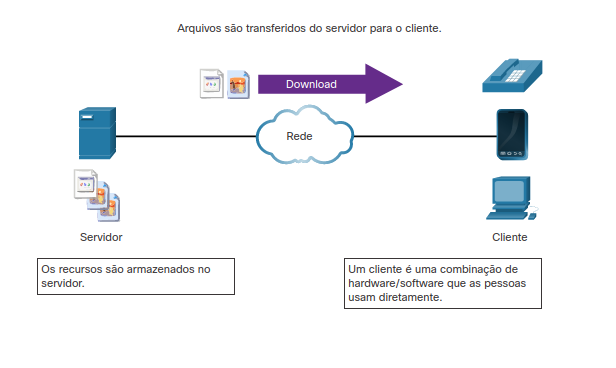 Arquivos são transferidos do servidor para o cliente.
Download
Rede
Servidor
Cliente
Os recursos são armazenados no
servidor.
Um cliente é uma combinação de
hardware/software que as pessoas
usam diretamente.